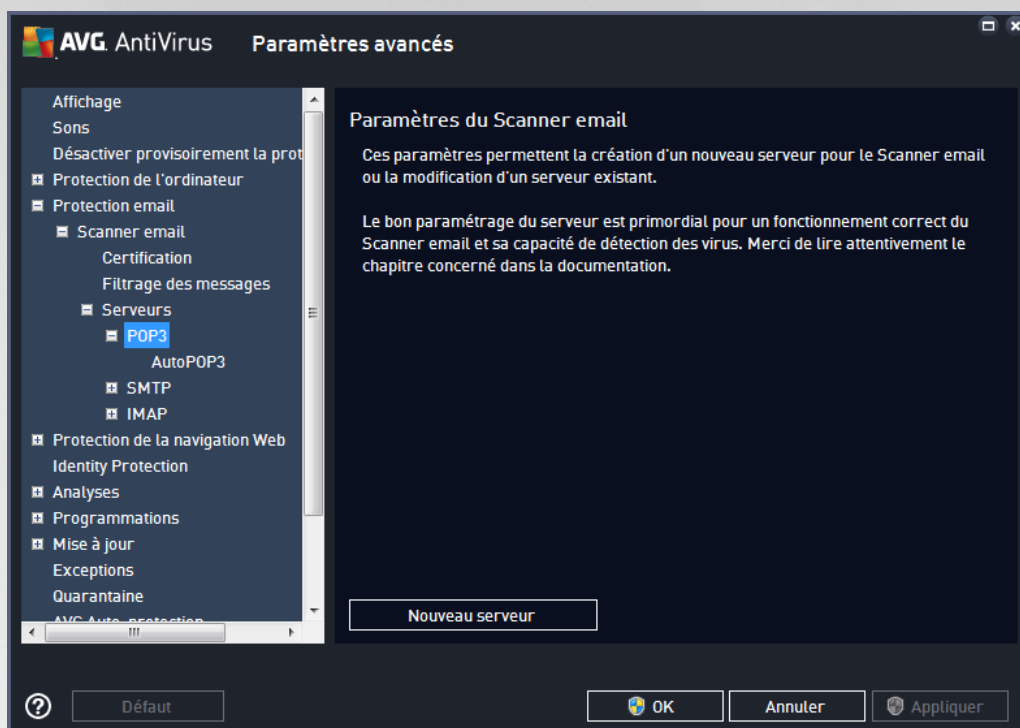 AVG. AntiVirus Paramètres avancés
Affichage
Sons
Désactiver provisoirement la prot
Protection de l'ordinateur
Protection email
Scanner email
Certification
Filtrage des messages
Serveurs
POP3
AutoPOP3
SMTP
IMAP
Protection de la navigation Web
Identity Protection
Analyses
Programmations
Mise à jour
Exceptions
Quarantaine
AVG Auto-protection
Paramètres du Scanner email
Ces paramètres permettent la création d'un nouveau serveur pour le Scanner email
ou la modification d'un serveur existant.
Le bon paramétrage du serveur est primordial pour un fonctionnement correct du
Scanner email et sa capacité de détection des virus. Merci de lire attentivement le
chapitre concerné dans la documentation.
Nouveau serveur
Défaut
OK
Annuler
Appliquer